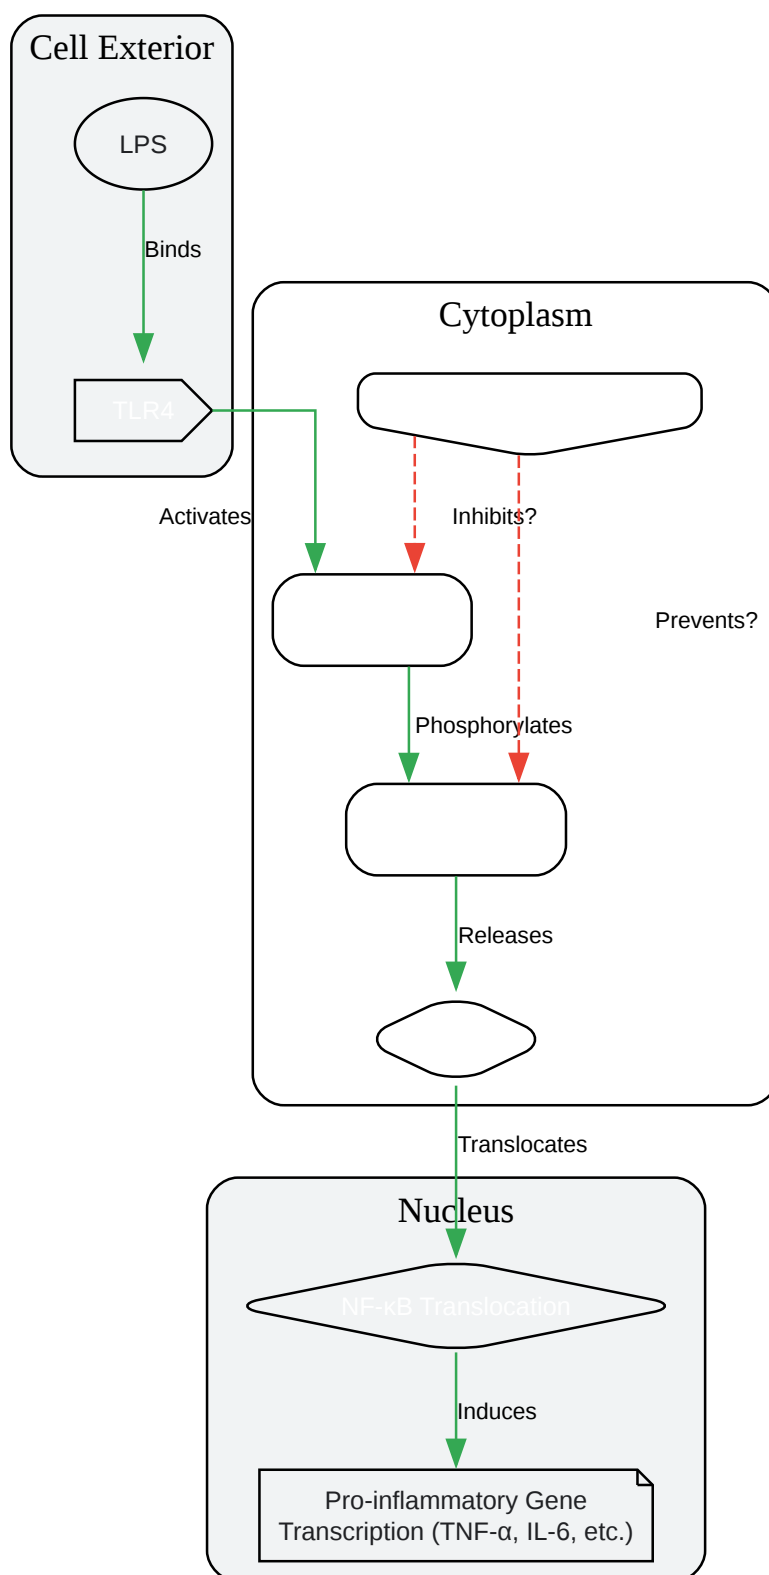 Cell Exterior
LPS
Binds
TLR4
Cytoplasm
Activates
Inhibits?
Prevents?
Phosphorylates
Releases
Translocates
Nucleus
NF-κB Translocation
Induces
Pro-inflammatory Gene
Transcription (TNF-α, IL-6, etc.)